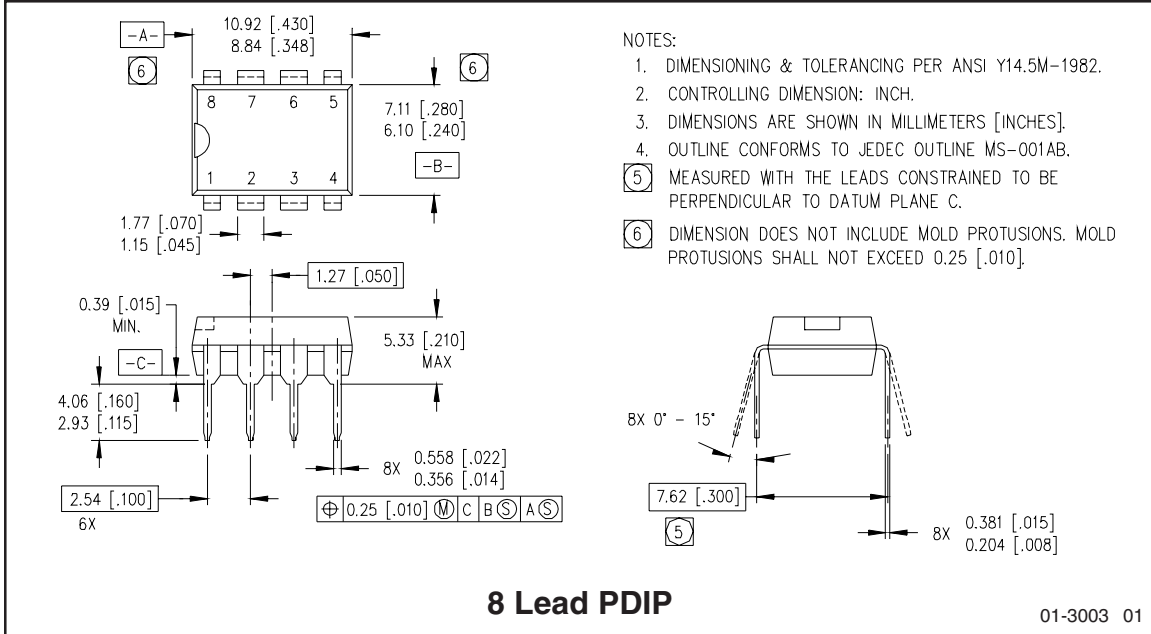 -A-
10.92 [.430]
8.84 [.348]
6
6
8 7 6 5
7.11 [.280]
6.10 [.240]
-B-
1 2 3 4
1.77 [.070]
1.15 [.045]
1.27 [.050]
0.39 [.015]
MIN.
-C-
5.33 [.210]
MAX
4.06 [.160]
2.93 [.115]
8X 0.558 [.022]
0.356 [.014]
2.54 [.100]
6X
⌖ 0.25 [.010] Ⓜ C B Ⓢ A Ⓢ
NOTES:
1. DIMENSIONING & TOLERANCING PER ANSI Y14.5M-1982.
2. CONTROLLING DIMENSION: INCH.
3. DIMENSIONS ARE SHOWN IN MILLIMETERS [INCHES].
4. OUTLINE CONFORMS TO JEDEC OUTLINE MS-001AB.
5 MEASURED WITH THE LEADS CONSTRAINED TO BE
PERPENDICULAR TO DATUM PLANE C.
6 DIMENSION DOES NOT INCLUDE MOLD PROTUSIONS. MOLD
PROTUSIONS SHALL NOT EXCEED 0.25 [.010].
8X 0° - 15°
7.62 [.300]
5
8X 0.381 [.015]
0.204 [.008]
8 Lead PDIP
01-3003 01